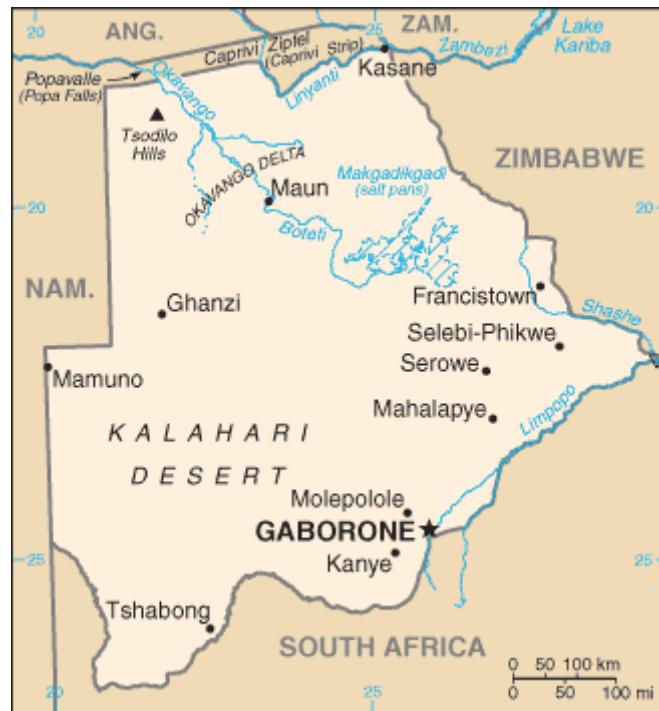 ANG.
ZAM.
25
Lake
Kariba
20
Caprivi Zipfel
(Caprivi Strip)
Zambezi
Kasane
Popavalle
(Popa Falls)
Okavango
Linyanti
Tsodilo
Hills
ZIMBABWE
OKAVANGO DELTA
Makgadikgadi
(salt pans)
Maun
20
20
Boteti
NAM.
Ghanzi
Francistown
Shashe
Selebi-Phikwe
Serowe
Mamuno
Mahalapye
Limpopo
KALAHARI
DESERT
Molepolole
GABORONE
25
Kanye
25
Tshabong
SOUTH AFRICA
0 50 100 km
0 50 100 mi
20
25